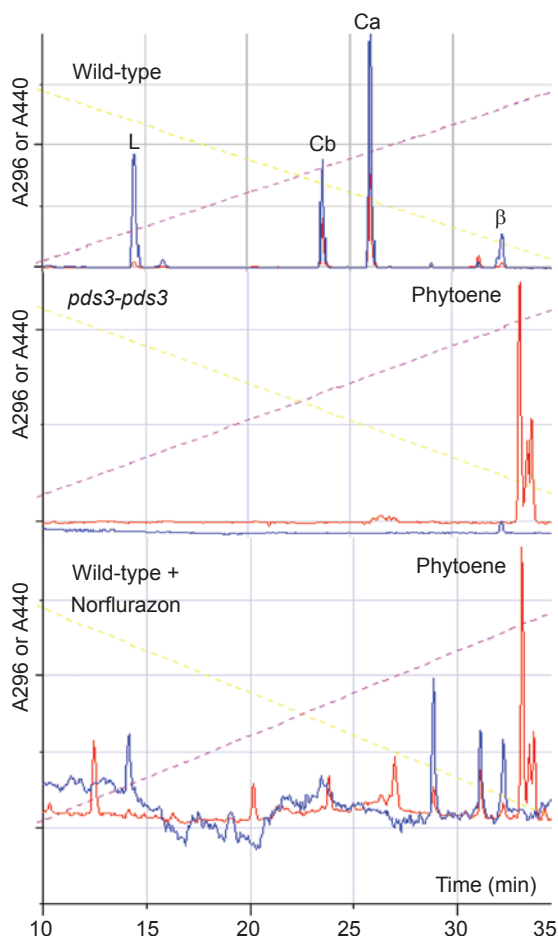 Ca
Wild-type
L
Cb
β
A296 or A440
pds3-pds3
Phytoene
A296 or A440
Wild-type +
Norflurazon
Phytoene
A296 or A440
Time (min)
10 15 20 25 30 35